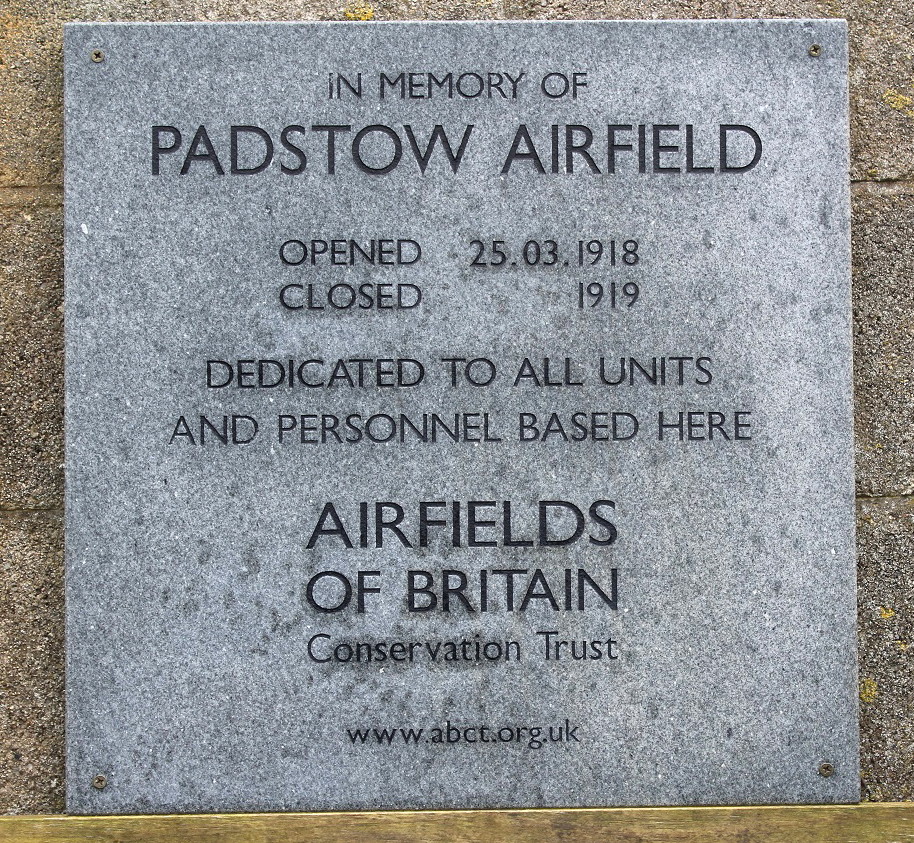 IN MEMORY OF
PADSTOW AIRFIELD
OPENED 25.03.1918
CLOSED 1919
DEDICATED TO ALL UNITS
AND PERSONNEL BASED HERE
AIRFIELDS
OF BRITAIN
Conservation Trust
www.abct.org.uk